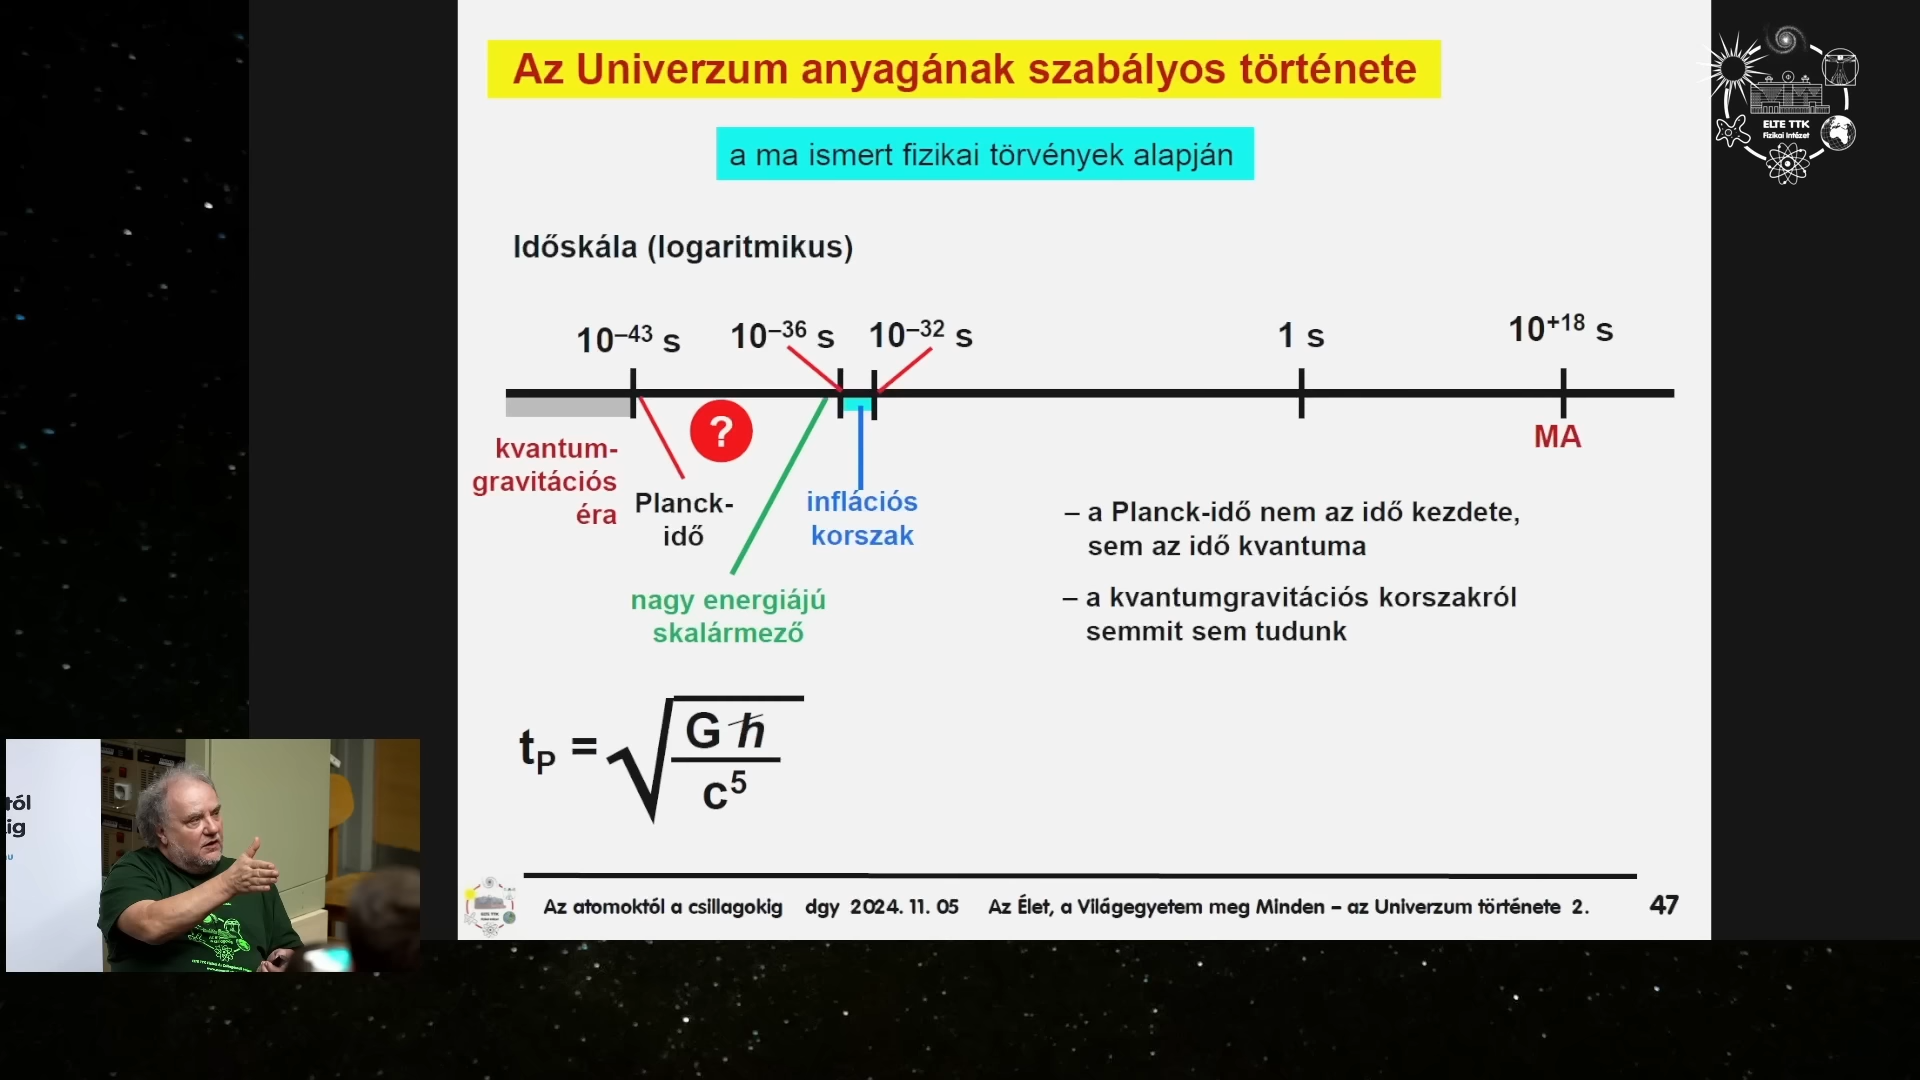 Az Univerzum anyagának szabályos története
a ma ismert fizikai törvények alapján
Időskála (logaritmikus)
10⁻⁴³ s
10⁻³⁶ s
10⁻³² s
1 s
10⁺¹⁸ s
?
MA
kvantum-
gravitációs
éra
Planck-
idő
inflációs
korszak
nagy energiájú
skalármező
– a Planck-idő nem az idő kezdete,
sem az idő kvantuma
– a kvantumgravitációs korszakról
semmit sem tudunk
t_P = √(G ħ / c⁵)
Az atomoktól a csillagokig dgy 2024. 11. 05 Az Élet, a Világegyetem meg Minden – az Univerzum története 2. 47
ELTE TTK
Fizikai Intézet
tól
ig